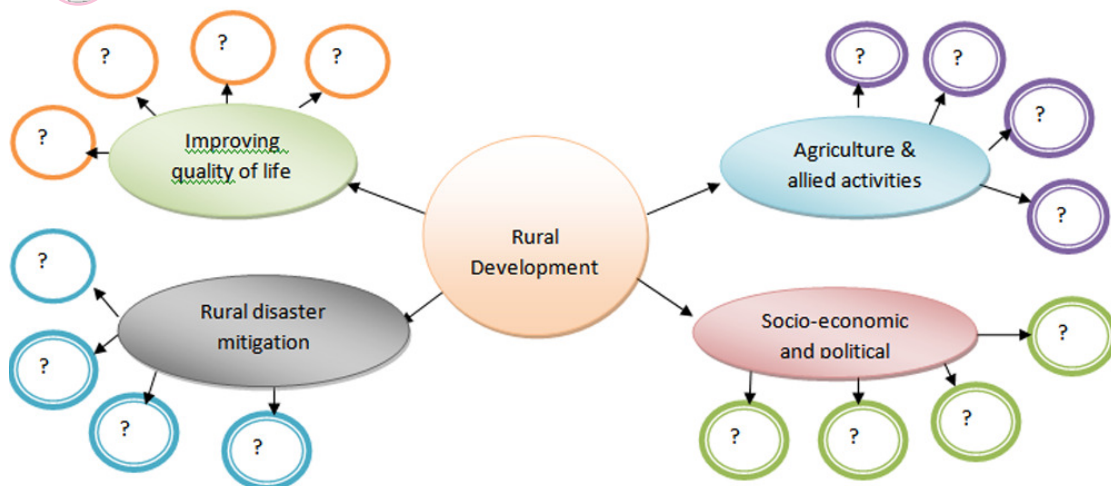 ?
?
?
?
Improving
quality of life
?
?
?
?
Agriculture &
allied activities
Rural
Development
?
?
?
?
Rural disaster
mitigation
Socio-economic
and political
?
?
?
?